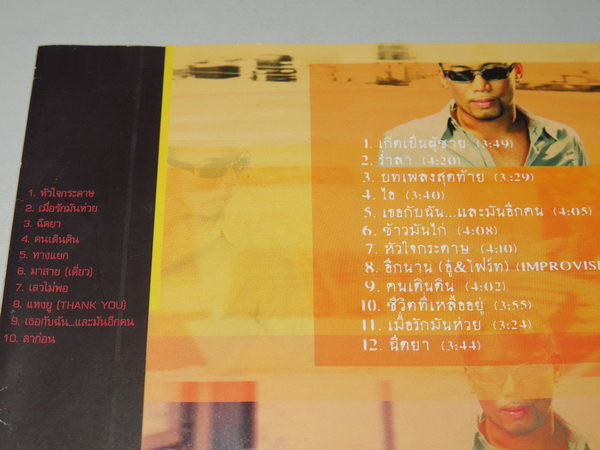 1. หัวใจกระดาษ
2. เมื่อรักมันห่วย
3. ฉีดยา
4. คนเดินดิน
5. ทางแยก
6. มาสาย (เดี่ยว)
7. เลวไม่พอ
8. แทงยู (THANK YOU)
9. เธอกับฉัน...และมันอีกคน
10. ลาก่อน
1. เกิดเป็นผู้ชาย (3:49)
2. ร่ำลา (4:20)
3. บทเพลงสุดท้าย (3:29)
4. ไอ (3:40)
5. เธอกับฉัน...และมันอีกคน (4:05)
6. ข้าวมันไก่ (4:08)
7. หัวใจกระดาษ (4:10)
8. อีกนาน (อู๋&โฟร์ท) (IMPROVISE
9. คนเดินดิน (4:02)
10. ชีวิตที่เหลืออยู่ (3:55)
11. เมื่อรักมันห่วย (3:24)
12. ฉีดยา (3:44)